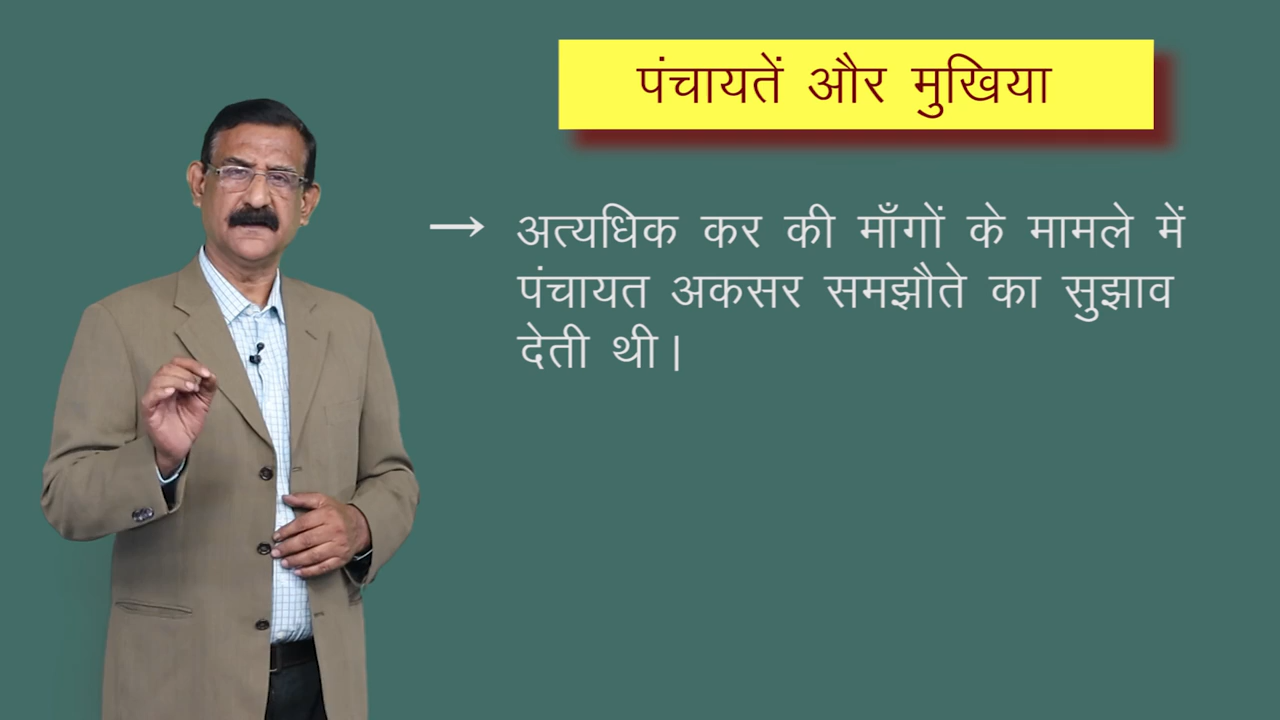 पंचायतें और मुखिया
→ अत्यधिक कर की माँगों के मामले में
पंचायत अकसर समझौते का सुझाव
देती थी।